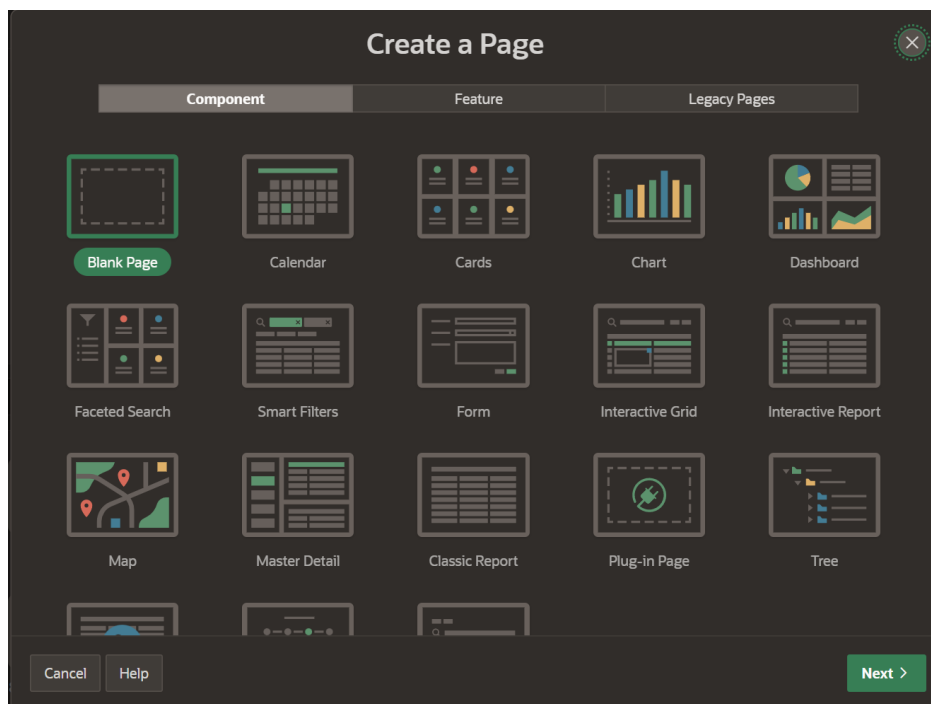 Create a Page
Component Feature Legacy Pages
Blank Page Calendar Cards Chart Dashboard
Faceted Search Smart Filters Form Interactive Grid Interactive Report
Map Master Detail Classic Report Plug-in Page Tree
Cancel Help Next